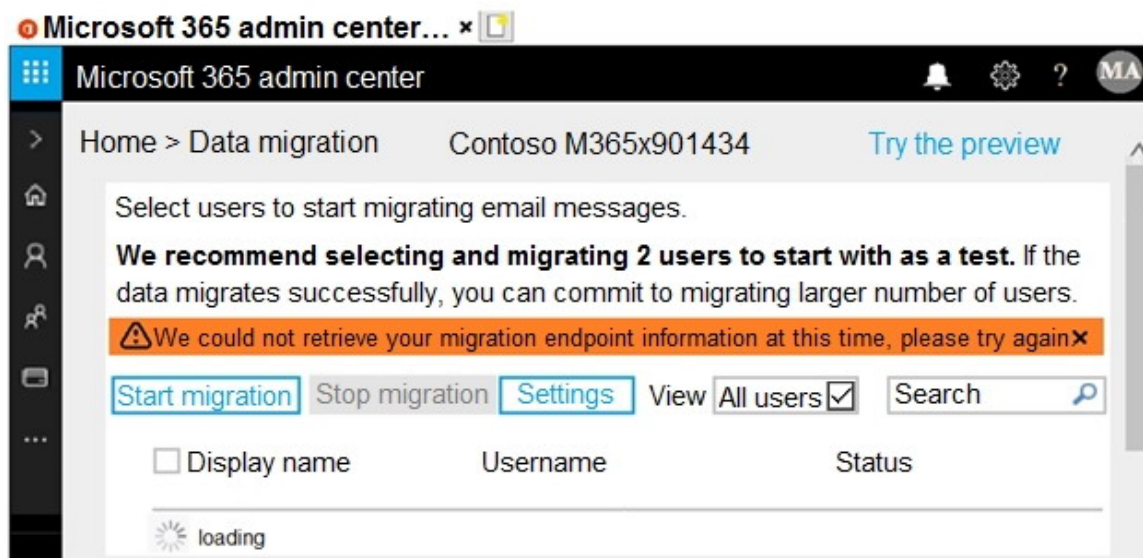 Microsoft 365 admin center... ×
Microsoft 365 admin center ? MA
Home > Data migration Contoso M365x901434 Try the preview
Select users to start migrating email messages.
We recommend selecting and migrating 2 users to start with as a test. If the
data migrates successfully, you can commit to migrating larger number of users.
We could not retrieve your migration endpoint information at this time, please try again×
Start migration Stop migration Settings View All users Search
Display name Username Status
loading